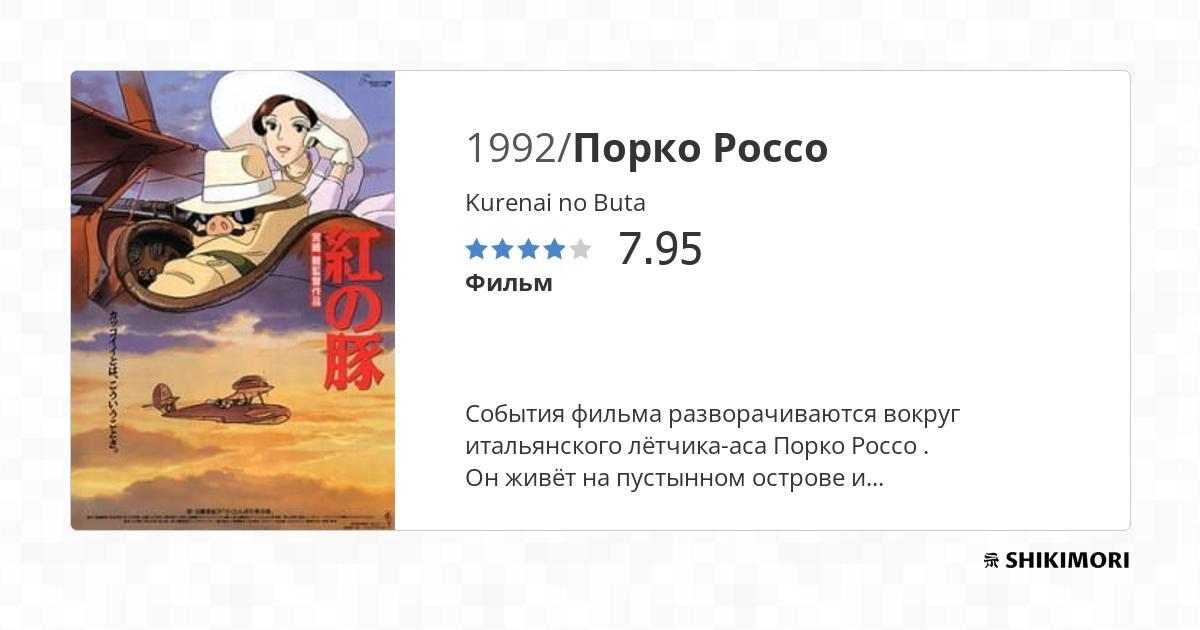 1992/Порко Россо
Kurenai no Buta
7.95
Фильм
События фильма разворачиваются вокруг
итальянского лётчика-аса Порко Россо .
Он живёт на пустынном острове и...
紅の豚
宮崎 駿監督作品
カッコイイとは、こういうことさ。
SHIKIMORI